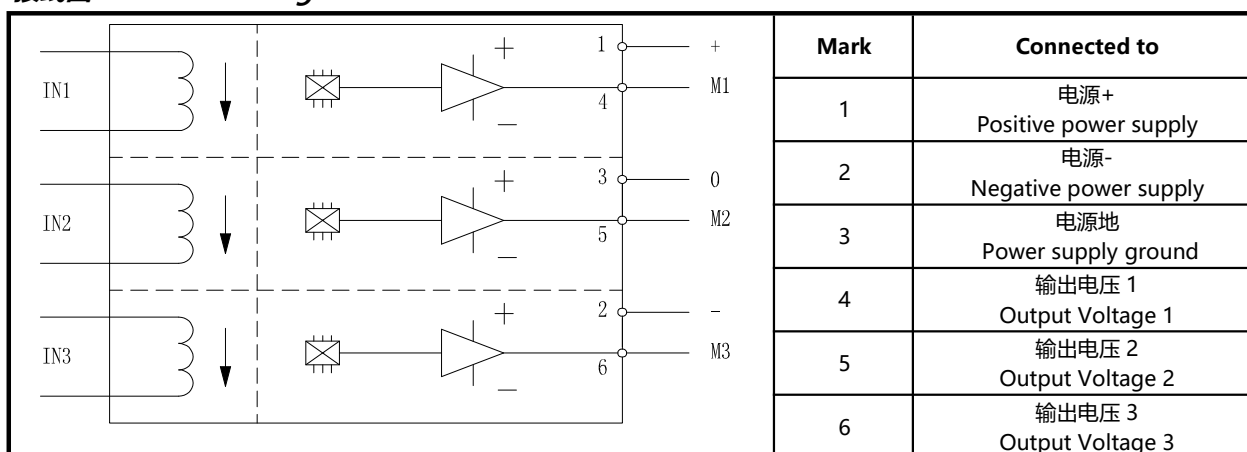 IN1
1
+
4
M1
IN2
3
0
5
M2
IN3
2
-
6
M3
Mark
Connected to
1
电源+
Positive power supply
2
电源-
Negative power supply
3
电源地
Power supply ground
4
输出电压 1
Output Voltage 1
5
输出电压 2
Output Voltage 2
6
输出电压 3
Output Voltage 3